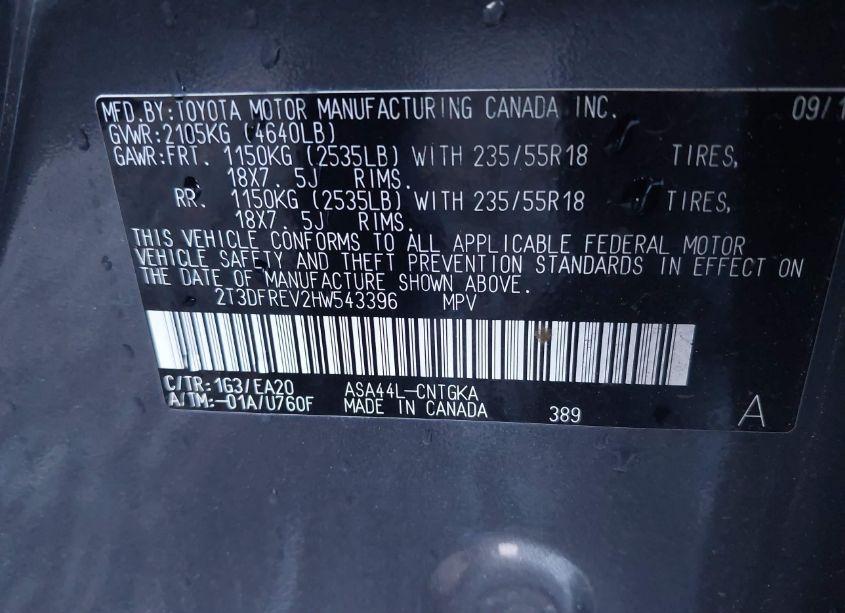 MFD.BY:TOYOTA MOTOR MANUFACTURING CANADA INC. 09/1
GVWR:2105KG (4640LB)
GAWR:FRT. 1150KG (2535LB) WITH 235/55R18 TIRES,
18X7. 5J RIMS.
RR. 1150KG (2535LB) WITH 235/55R18 TIRES,
18X7. 5J RIMS.
THIS VEHICLE CONFORMS TO ALL APPLICABLE FEDERAL MOTOR
VEHICLE SAFETY AND THEFT PREVENTION STANDARDS IN EFFECT ON
THE DATE OF MANUFACTURE SHOWN ABOVE.
2T3DFREV2HW543396 MPV
C/TR:1G3/EA20 ASA44L-CNTGKA
A/TM:-01A/U760F MADE IN CANADA 389 A